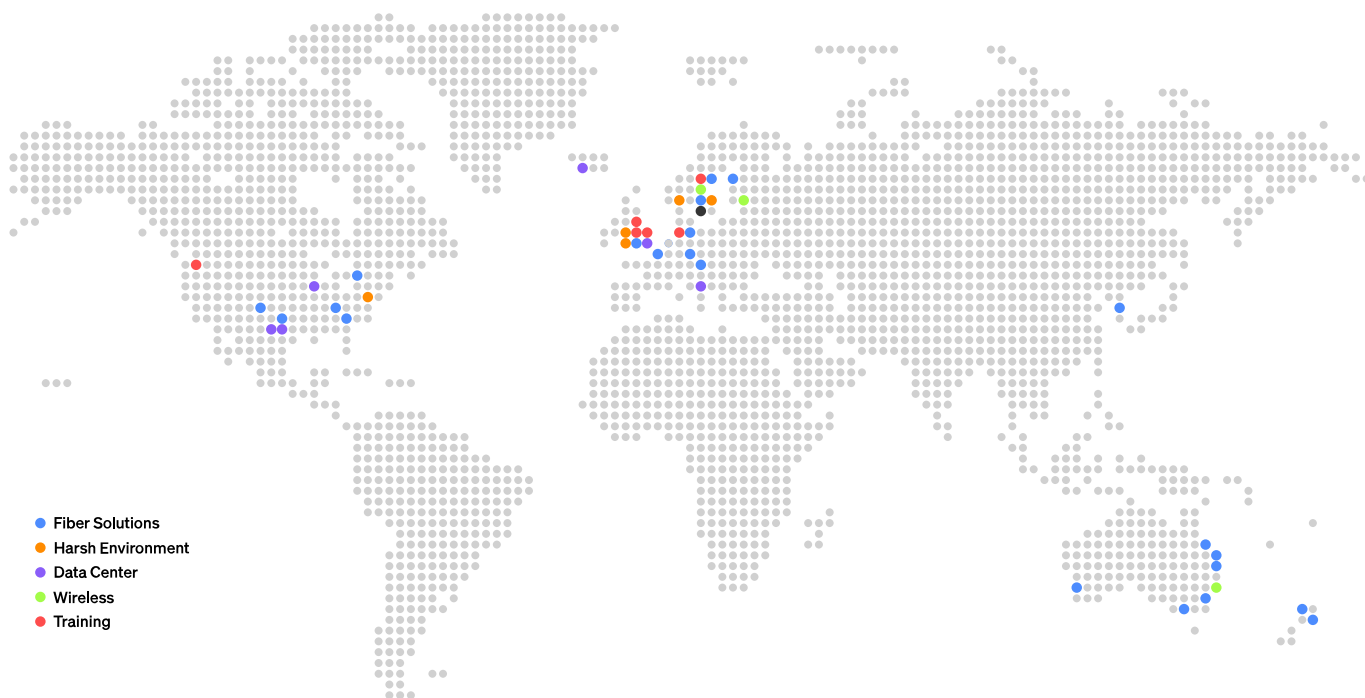 Fiber Solutions
Harsh Environment
Data Center
Wireless
Training